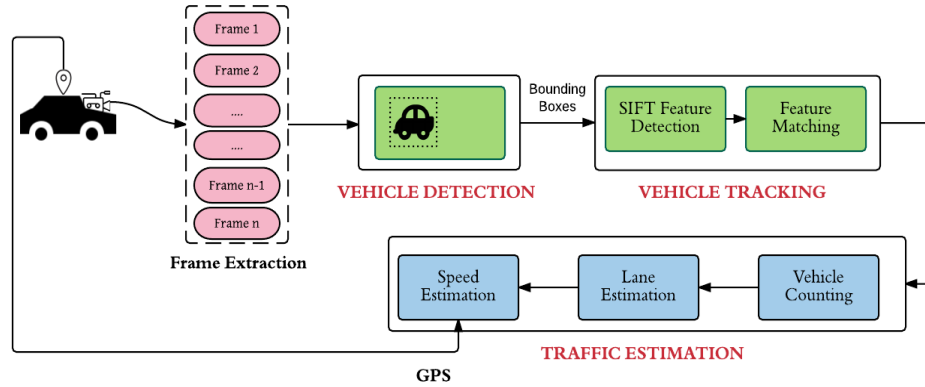 Frame 1
Frame 2
....
....
Frame n-1
Frame n
Frame Extraction
VEHICLE DETECTION
Bounding
Boxes
SIFT Feature
Detection
Feature
Matching
VEHICLE TRACKING
Speed
Estimation
Lane
Estimation
Vehicle
Counting
TRAFFIC ESTIMATION
GPS